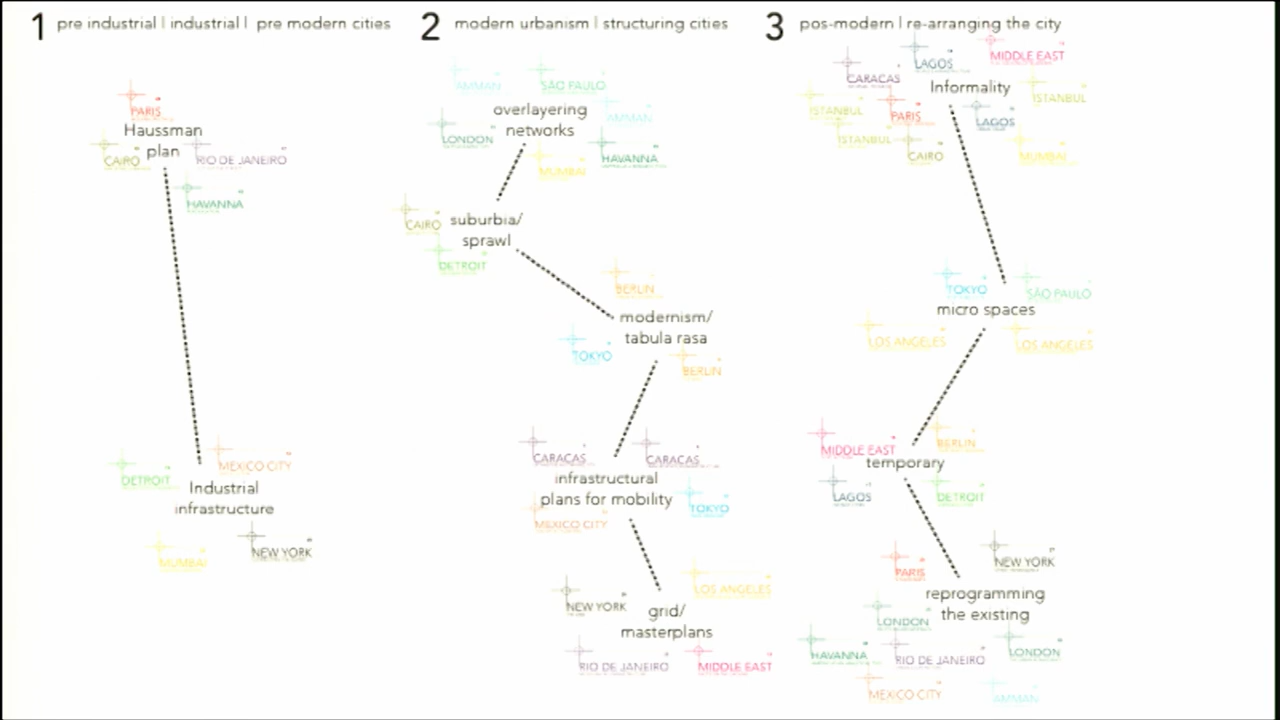 1 pre industrial | industrial | pre modern cities
PARIS
Haussman
plan
CAIRO
RIO DE JANEIRO
HAVANNA
DETROIT
MEXICO CITY
Industrial
infrastructure
MUMBAI
NEW YORK
2 modern urbanism | structuring cities
AMMAN
SÃO PAULO
overlayering
networks
AMMAN
LONDON
MUMBAI
HAVANNA
CAIRO
suburbia/
sprawl
DETROIT
BERLIN
modernism/
tabula rasa
TOKYO
BERLIN
CARACAS
CARACAS
infrastructural
plans for mobility
MEXICO CITY
TOKYO
NEW YORK
LOS ANGELES
grid/
masterplans
RIO DE JANEIRO
MIDDLE EAST
3 pos-modern | re-arranging the city
CARACAS
LAGOS
MIDDLE EAST
Informality
ISTANBUL
ISTANBUL
PARIS
LAGOS
ISTANBUL
CAIRO
MUMBAI
TOKYO
SÃO PAULO
micro spaces
LOS ANGELES
LOS ANGELES
MIDDLE EAST
BERLIN
temporary
LAGOS
DETROIT
PARIS
NEW YORK
reprogramming
the existing
LONDON
HAVANNA
RIO DE JANEIRO
LONDON
MEXICO CITY
AMMAN